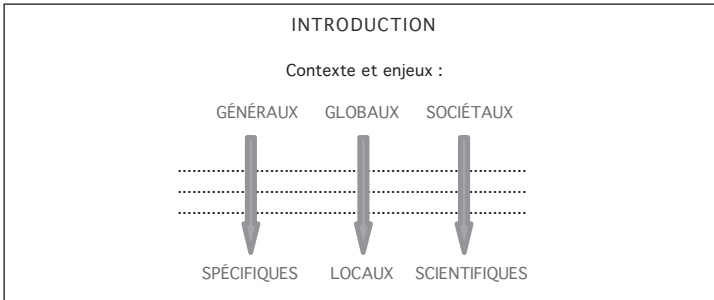 INTRODUCTION
Contexte et enjeux :
GÉNÉRAUX GLOBAUX SOCIÉTAUX
SPÉCIFIQUES LOCAUX SCIENTIFIQUES